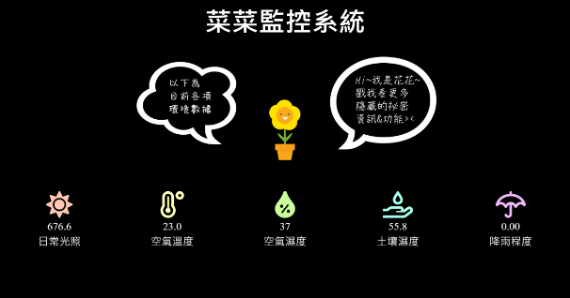 菜菜監控系統
以下為
目前各項
環境數據
Hi~我是花花~
戳我看更多
隱藏的秘密
資訊&功能><
676.6
日常光照
23.0
空氣溫度
37
空氣濕度
55.8
土壤濕度
0.00
降雨程度